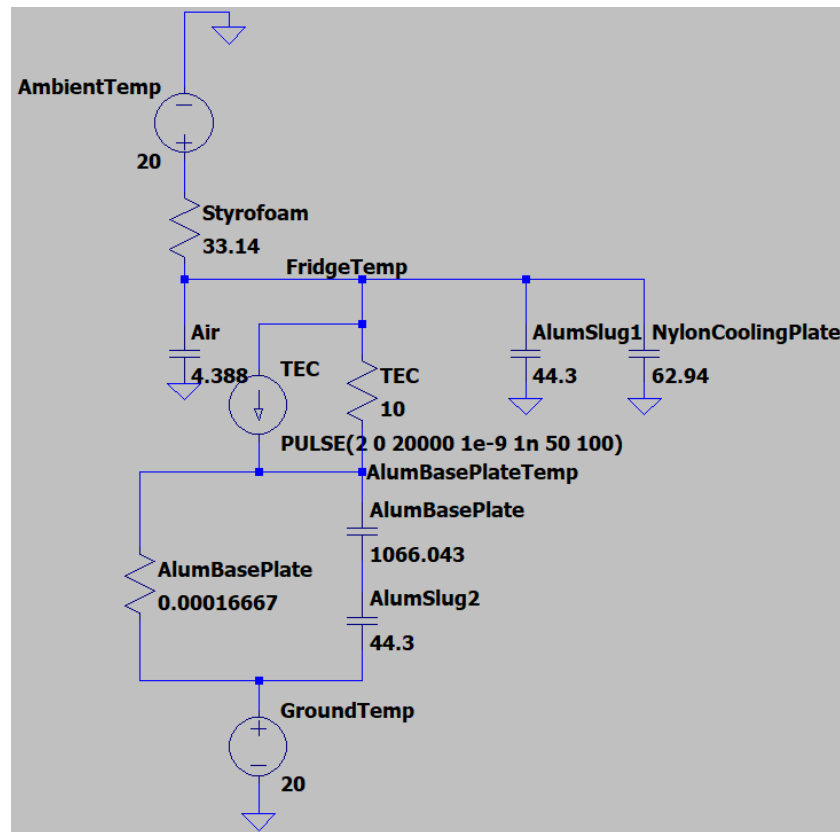 AmbientTemp
20
Styrofoam
33.14
FridgeTemp
Air
4.388
TEC
TEC
10
AlumSlug1
44.3
NylonCoolingPlate
62.94
PULSE(2 0 20000 1e-9 1n 50 100)
AlumBasePlateTemp
AlumBasePlate
1066.043
AlumBasePlate
0.00016667
AlumSlug2
44.3
GroundTemp
20